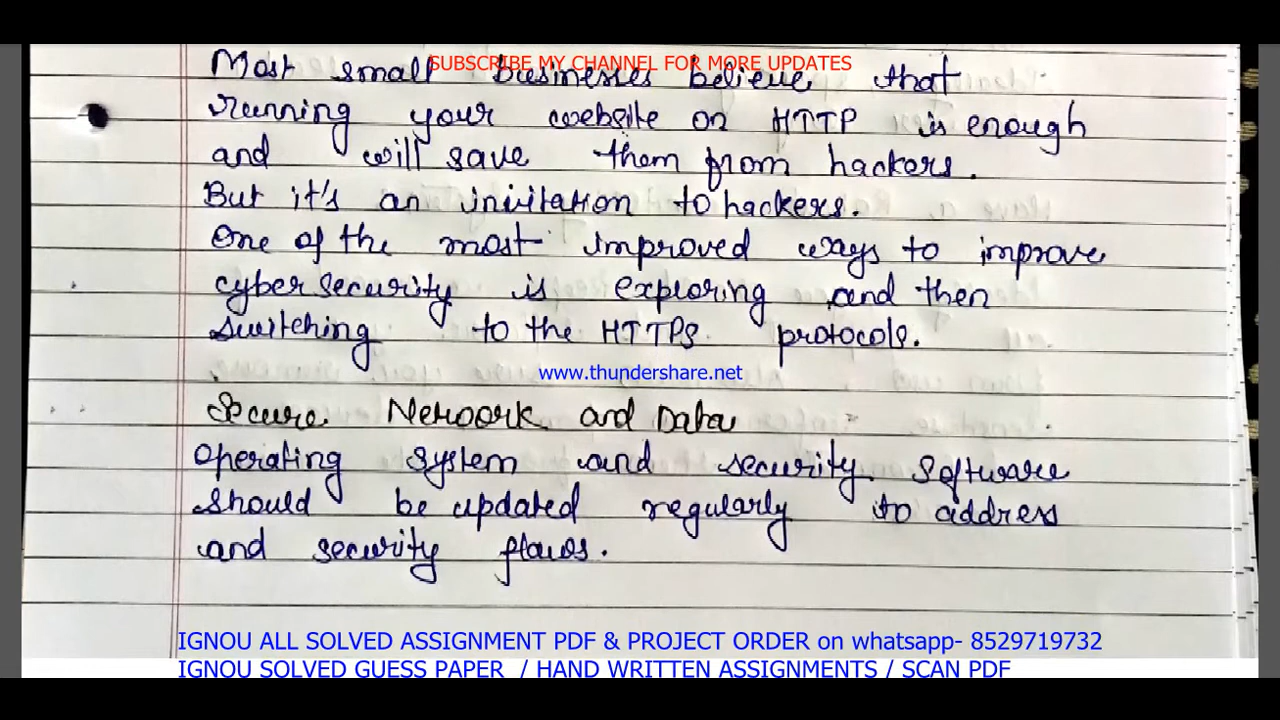 SUBSCRIBE MY CHANNEL FOR MORE UPDATES
Most small businesses believe that
running your website on HTTP is enough
and will save them from hackers.
But it's an invitation to hackers.
One of the most improved ways to improve
cybersecurity is exploring and then
switching to the HTTPS protocols.
www.thundershare.net
Secure Nerwork and Data
Operating system and security software
should be updated regularly to address
and security flaws.
IGNOU ALL SOLVED ASSIGNMENT PDF & PROJECT ORDER on whatsapp- 8529719732
IGNOU SOLVED GUESS PAPER / HAND WRITTEN ASSIGNMENTS / SCAN PDF